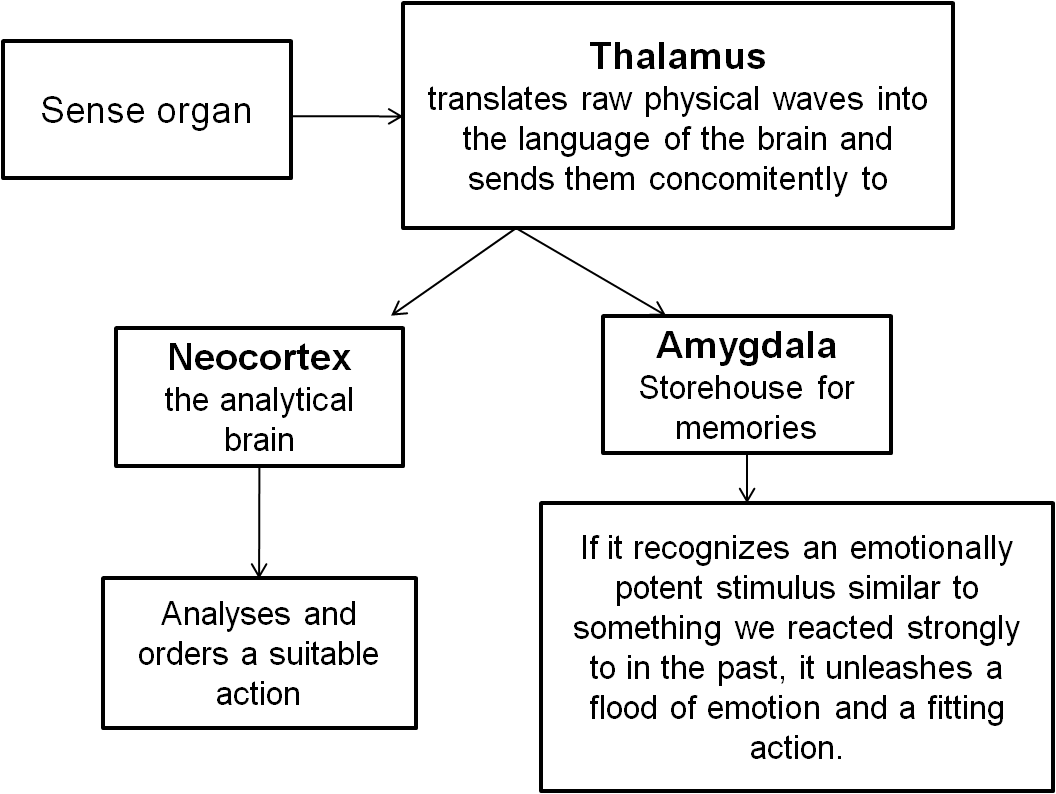 Sense organ
Thalamus
translates raw physical waves into
the language of the brain and
sends them concomitently to
Neocortex
the analytical
brain
Amygdala
Storehouse for
memories
Analyses and
orders a suitable
action
If it recognizes an emotionally
potent stimulus similar to
something we reacted strongly
to in the past, it unleashes a
flood of emotion and a fitting
action.